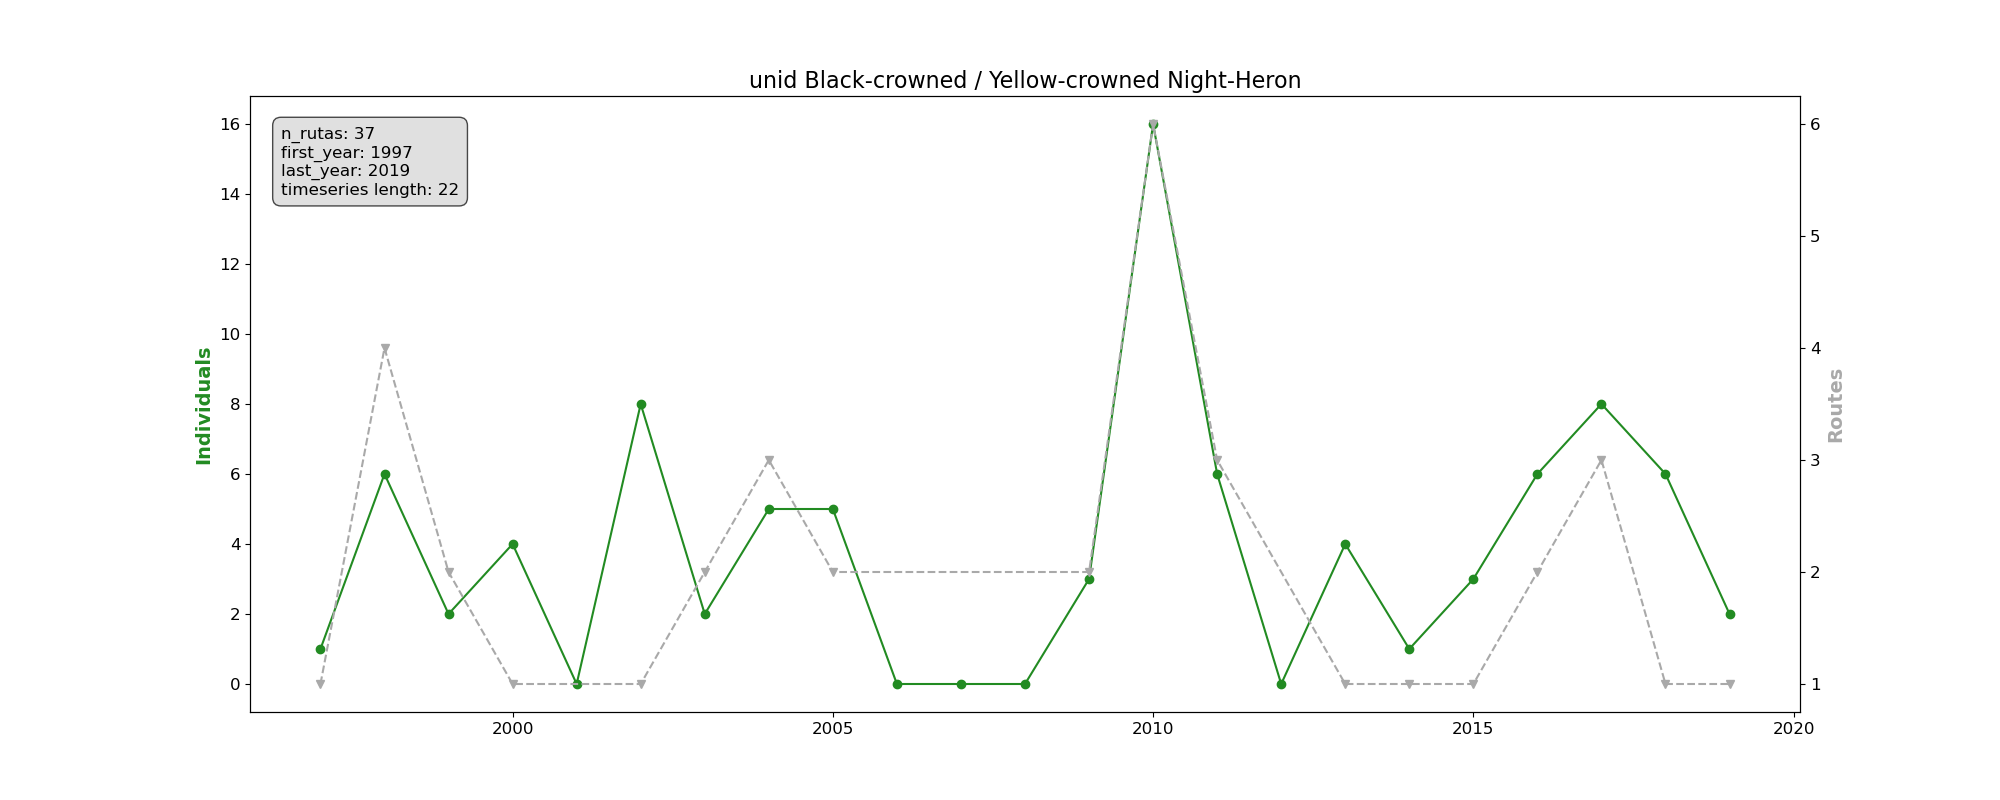 unid Black-crowned / Yellow-crowned Night-Heron
n_rutas: 37
first_year: 1997
last_year: 2019
timeseries length: 22
16
14
12
10
8
6
4
2
0
Individuals
6
5
4
3
2
1
Routes
2000
2005
2010
2015
2020